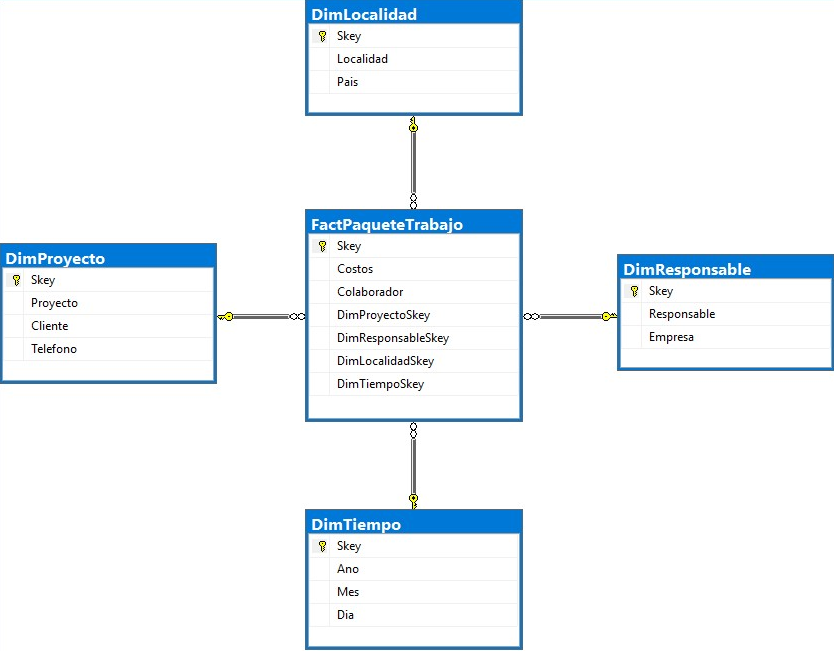 DimLocalidad
Skey
Localidad
Pais
FactPaqueteTrabajo
Skey
Costos
Colaborador
DimProyectoSkey
DimResponsableSkey
DimLocalidadSkey
DimTiempoSkey
DimProyecto
Skey
Proyecto
Cliente
Telefono
DimResponsable
Skey
Responsable
Empresa
DimTiempo
Skey
Ano
Mes
Dia